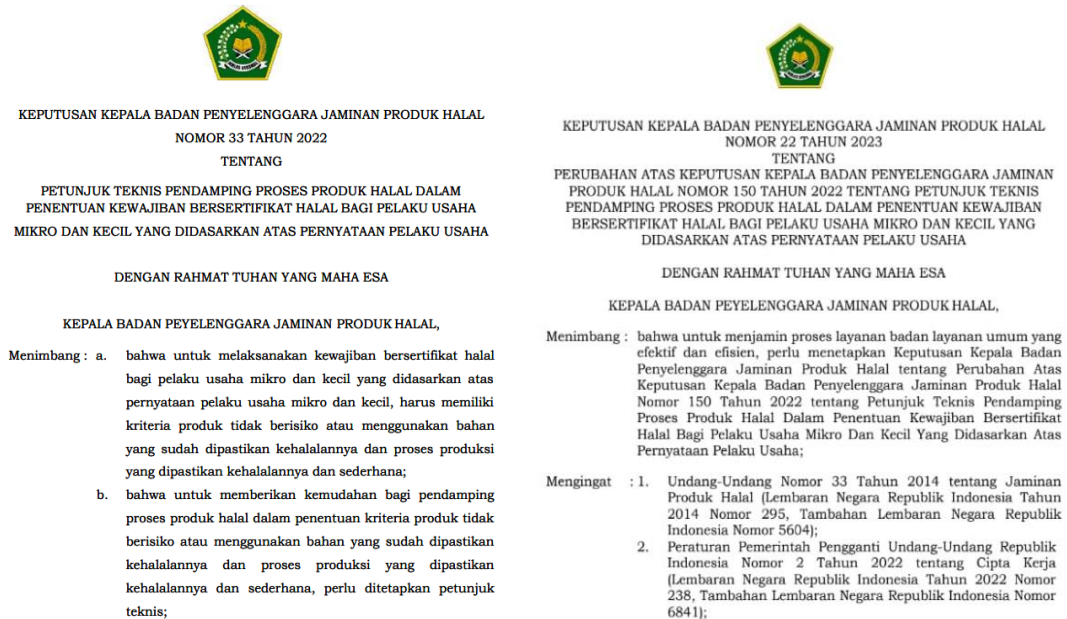 KEPUTUSAN KEPALA BADAN PENYELENGGARA JAMINAN PRODUK HALAL
NOMOR 33 TAHUN 2022
TENTANG
PETUNJUK TEKNIS PENDAMPING PROSES PRODUK HALAL DALAM
PENENTUAN KEWAJIBAN BERSERTIFIKAT HALAL BAGI PELAKU USAHA
MIKRO DAN KECIL YANG DIDASARKAN ATAS PERNYATAAN PELAKU USAHA
DENGAN RAHMAT TUHAN YANG MAHA ESA
KEPALA BADAN PEYELENGGARA JAMINAN PRODUK HALAL,
Menimbang : a. bahwa untuk melaksanakan kewajiban bersertifikat halal
bagi pelaku usaha mikro dan kecil yang didasarkan atas
pernyataan pelaku usaha mikro dan kecil, harus memiliki
kriteria produk tidak berisiko atau menggunakan bahan
yang sudah dipastikan kehalalannya dan proses produksi
yang dipastikan kehalalannya dan sederhana;
b. bahwa untuk memberikan kemudahan bagi pendamping
proses produk halal dalam penentuan kriteria produk tidak
berisiko atau menggunakan bahan yang sudah dipastikan
kehalalannya dan proses produksi yang dipastikan
kehalalannya dan sederhana, perlu ditetapkan petunjuk
teknis;
KEPUTUSAN KEPALA BADAN PENYELENGGARA JAMINAN PRODUK HALAL
NOMOR 22 TAHUN 2023
TENTANG
PERUBAHAN ATAS KEPUTUSAN KEPALA BADAN PENYELENGGARA JAMINAN
PRODUK HALAL NOMOR 150 TAHUN 2022 TENTANG PETUNJUK TEKNIS
PENDAMPING PROSES PRODUK HALAL DALAM PENENTUAN KEWAJIBAN
BERSERTIFIKAT HALAL BAGI PELAKU USAHA MIKRO DAN KECIL YANG
DIDASARKAN ATAS PERNYATAAN PELAKU USAHA
DENGAN RAHMAT TUHAN YANG MAHA ESA
KEPALA BADAN PEYELENGGARA JAMINAN PRODUK HALAL,
Menimbang : bahwa untuk menjamin proses layanan badan layanan umum yang
efektif dan efisien, perlu menetapkan Keputusan Kepala Badan
Penyelenggara Jaminan Produk Halal tentang Perubahan Atas
Keputusan Kepala Badan Penyelenggara Jaminan Produk Halal
Nomor 150 Tahun 2022 tentang Petunjuk Teknis Pendamping
Proses Produk Halal Dalam Penentuan Kewajiban Bersertifikat
Halal Bagi Pelaku Usaha Mikro Dan Kecil Yang Didasarkan Atas
Pernyataan Pelaku Usaha;
Mengingat : 1. Undang-Undang Nomor 33 Tahun 2014 tentang Jaminan
Produk Halal (Lembaran Negara Republik Indonesia Tahun
2014 Nomor 295, Tambahan Lembaran Negara Republik
Indonesia Nomor 5604);
2. Peraturan Pemerintah Pengganti Undang-Undang Republik
Indonesia Nomor 2 Tahun 2022 tentang Cipta Kerja
(Lembaran Negara Republik Indonesia Tahun 2022 Nomor
238, Tambahan Lembaran Negara Republik Indonesia Nomor
6841);